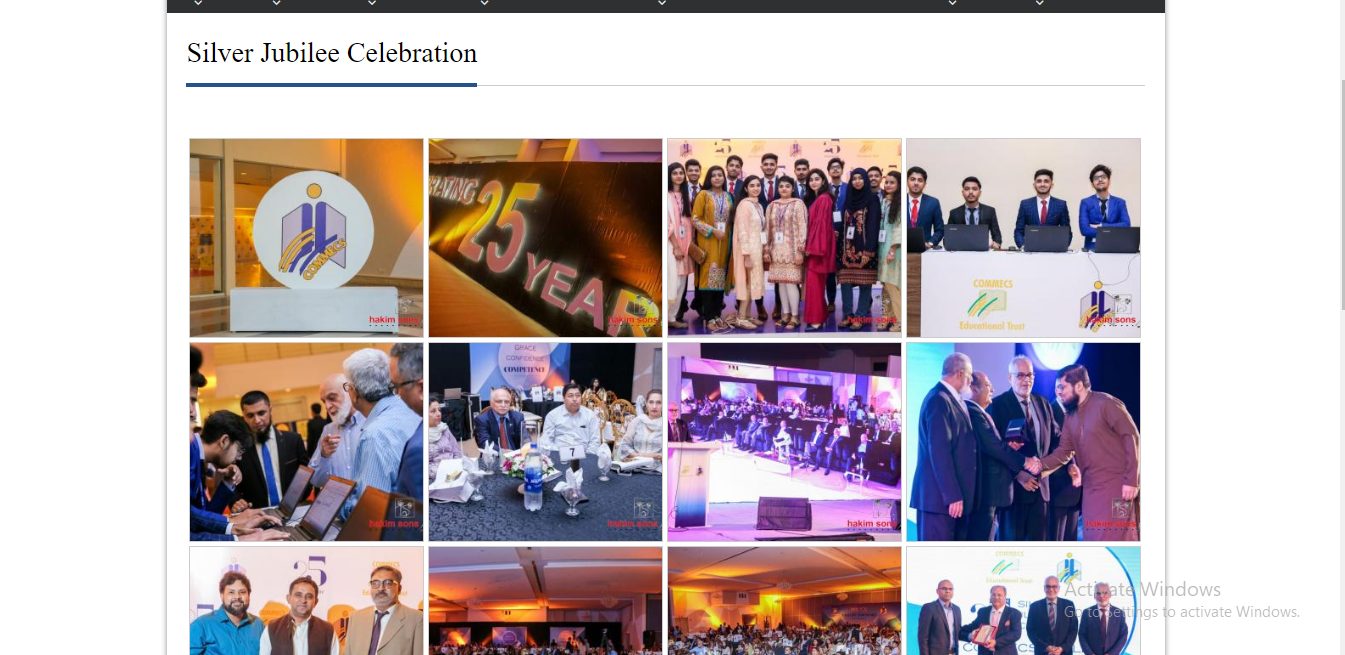 Silver Jubilee Celebration
COMMECS
hakim sons
RATING
25
YEAR
hakim sons
25
hakim sons
COMMECS
Educational Trust
hakim sons
hakim sons
GRACE
CONFIDENCE
COMPETENCE
7
hakim sons
hakim sons
hakim sons
25
COMMECS
Educational Trust
Activate Windows
Go to Settings to activate Windows.